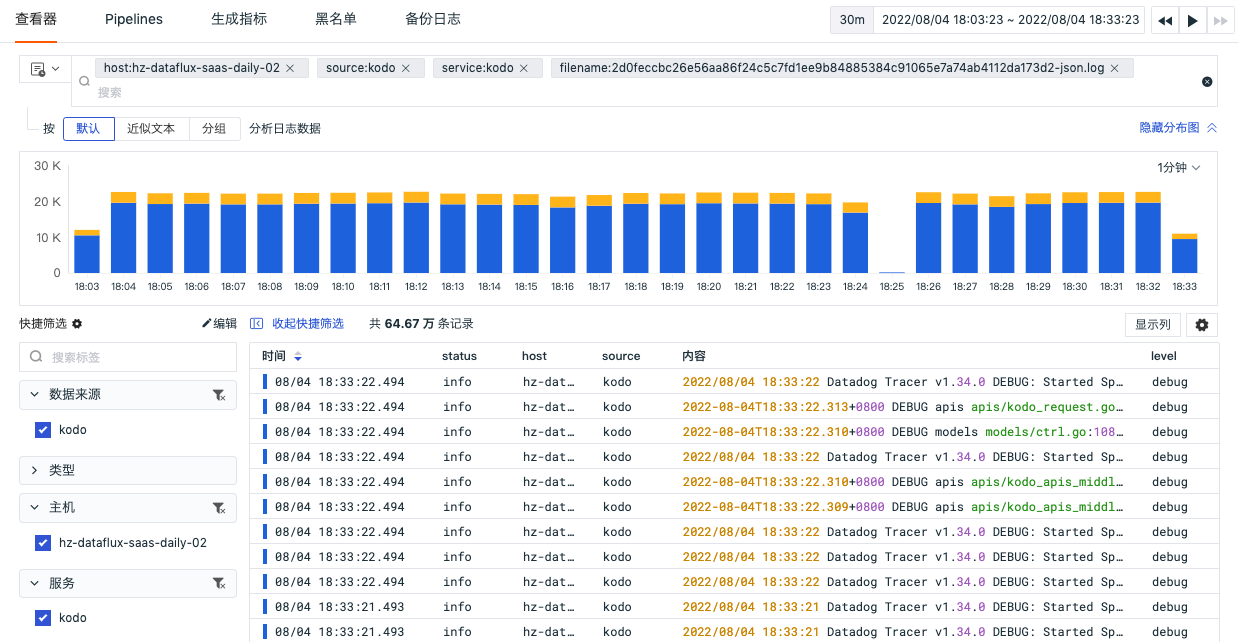 查看器 Pipelines 生成指标 黑名单 备份日志 30m 2022/08/04 18:03:23 ~ 2022/08/04 18:33:23
host:hz-dataflux-saas-daily-02 source:kodo service:kodo filename:2d0feccbc26e56aa86f24c5c7fd1ee9b84885384c91065e7a74ab4112da173d2-json.log
搜索
按 默认 近似文本 分组 分析日志数据 隐藏分布图
1分钟
30 K
20 K
10 K
0
18:03 18:04 18:05 18:06 18:07 18:08 18:09 18:10 18:11 18:12 18:13 18:14 18:15 18:16 18:17 18:18 18:19 18:20 18:21 18:22 18:23 18:24 18:25 18:26 18:27 18:28 18:29 18:30 18:31 18:32 18:33
快捷筛选 编辑 收起快捷筛选 共 64.67 万 条记录 显示列
搜索标签
数据来源
kodo
类型
主机
hz-dataflux-saas-daily-02
服务
kodo
时间 status host source 内容 level
08/04 18:33:22.494 info hz-dat… kodo 2022/08/04 18:33:22 Datadog Tracer v1.34.0 DEBUG: Started Sp… debug
08/04 18:33:22.494 info hz-dat… kodo 2022-08-04T18:33:22.313+0800 DEBUG apis apis/kodo_request.go… debug
08/04 18:33:22.494 info hz-dat… kodo 2022-08-04T18:33:22.310+0800 DEBUG models models/ctrl.go:108… debug
08/04 18:33:22.494 info hz-dat… kodo 2022/08/04 18:33:22 Datadog Tracer v1.34.0 DEBUG: Started Sp… debug
08/04 18:33:22.494 info hz-dat… kodo 2022-08-04T18:33:22.310+0800 DEBUG apis apis/kodo_apis_middl… debug
08/04 18:33:22.494 info hz-dat… kodo 2022-08-04T18:33:22.309+0800 DEBUG apis apis/kodo_apis_middl… debug
08/04 18:33:22.494 info hz-dat… kodo 2022/08/04 18:33:22 Datadog Tracer v1.34.0 DEBUG: Started Sp… debug
08/04 18:33:22.494 info hz-dat… kodo 2022/08/04 18:33:22 Datadog Tracer v1.34.0 DEBUG: Started Sp… debug
08/04 18:33:22.494 info hz-dat… kodo 2022/08/04 18:33:22 Datadog Tracer v1.34.0 DEBUG: Started Sp… debug
08/04 18:33:21.493 info hz-dat… kodo 2022/08/04 18:33:21 Datadog Tracer v1.34.0 DEBUG: Started Sp… debug
08/04 18:33:21.493 info hz-dat… kodo 2022/08/04 18:33:21 Datadog Tracer v1.34.0 DEBUG: Started Sp… debug